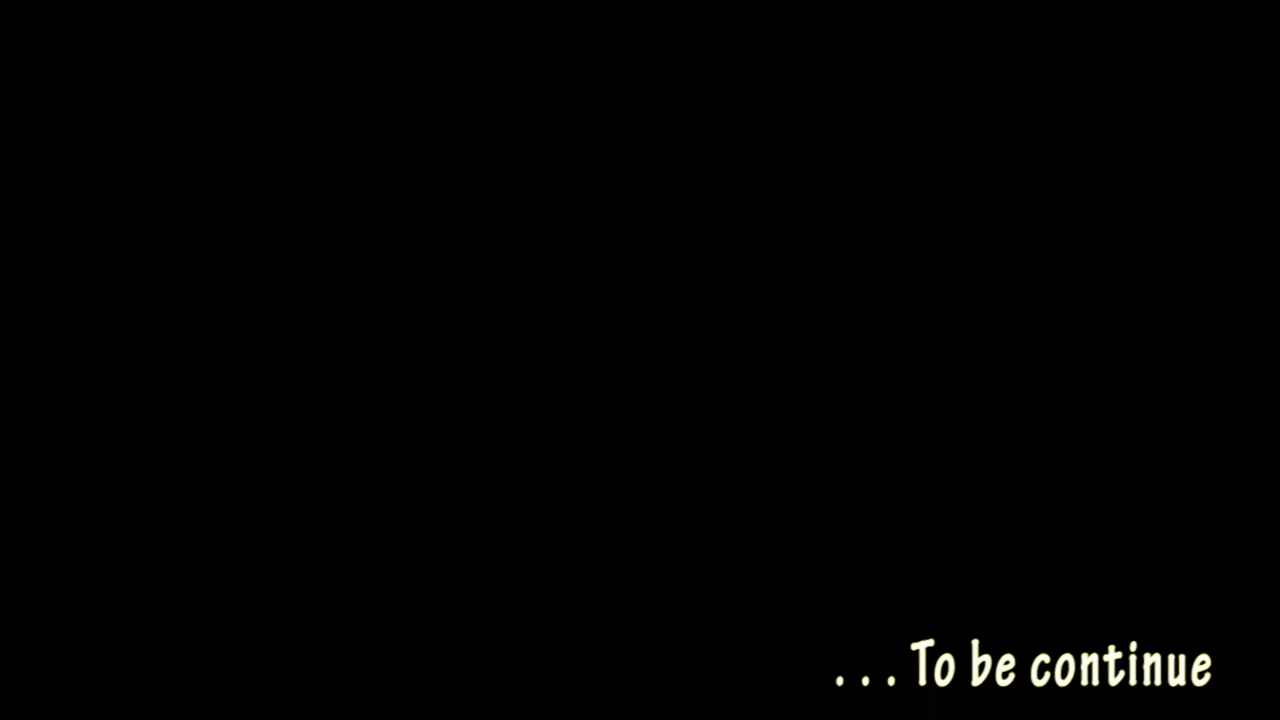 . . . To be continue